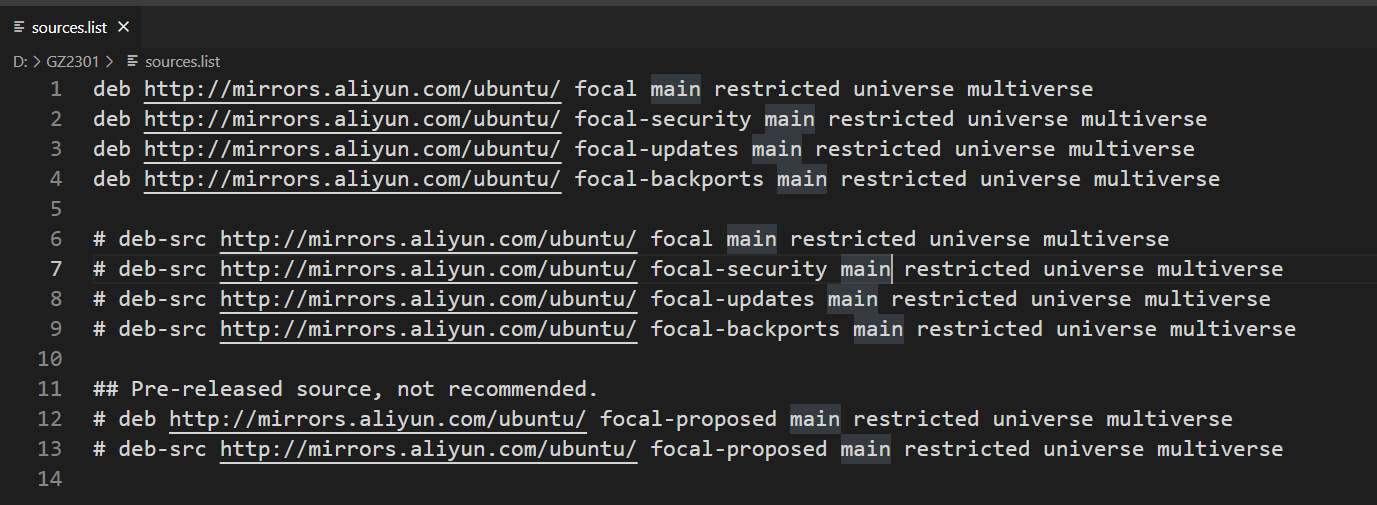 sources.list
D: > GZ2301 > sources.list
1 deb http://mirrors.aliyun.com/ubuntu/ focal main restricted universe multiverse
2 deb http://mirrors.aliyun.com/ubuntu/ focal-security main restricted universe multiverse
3 deb http://mirrors.aliyun.com/ubuntu/ focal-updates main restricted universe multiverse
4 deb http://mirrors.aliyun.com/ubuntu/ focal-backports main restricted universe multiverse
5
6 # deb-src http://mirrors.aliyun.com/ubuntu/ focal main restricted universe multiverse
7 # deb-src http://mirrors.aliyun.com/ubuntu/ focal-security main restricted universe multiverse
8 # deb-src http://mirrors.aliyun.com/ubuntu/ focal-updates main restricted universe multiverse
9 # deb-src http://mirrors.aliyun.com/ubuntu/ focal-backports main restricted universe multiverse
10
11 ## Pre-released source, not recommended.
12 # deb http://mirrors.aliyun.com/ubuntu/ focal-proposed main restricted universe multiverse
13 # deb-src http://mirrors.aliyun.com/ubuntu/ focal-proposed main restricted universe multiverse
14